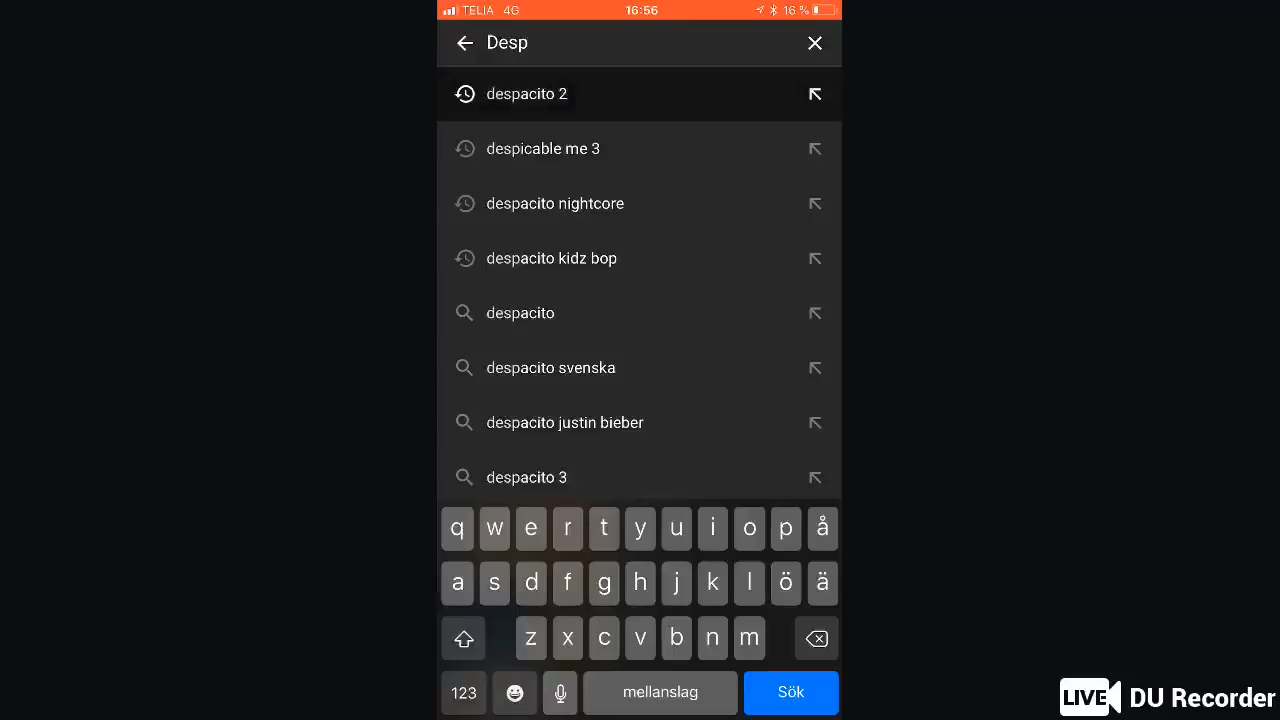 TELIA 4G 16:56 16 %
Desp
despacito 2
despicable me 3
despacito nightcore
despacito kidz bop
despacito
despacito svenska
despacito justin bieber
despacito 3
q w e r t y u i o p å
a s d f g h j k l ö ä
z x c v b n m
123 mellanslag Sök
LIVE DU Recorder